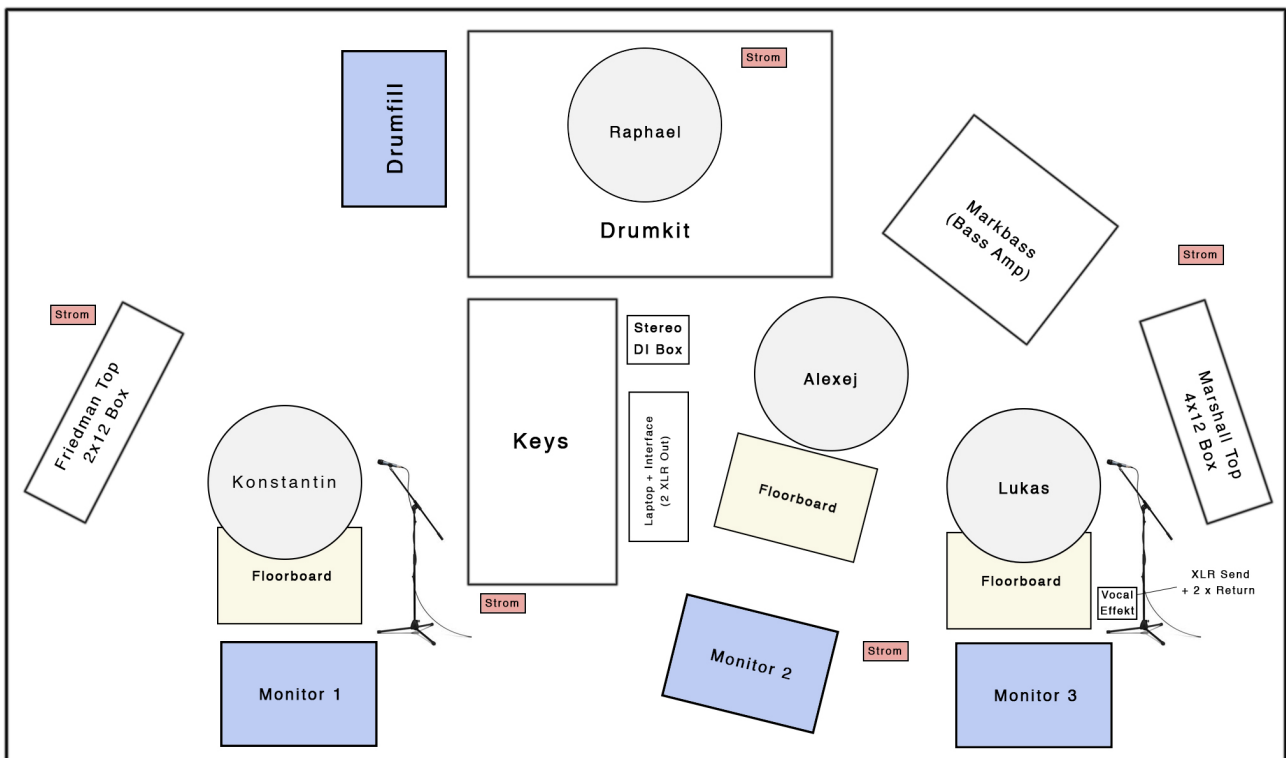 Strom
Raphael
Drumkit
Drumfill
Markbass
(Bass Amp)
Strom
Strom
Friedman Top
2x12 Box
Konstantin
Floorboard
Monitor 1
Keys
Strom
Stereo
DI Box
Laptop + Interface
(2 XLR Out)
Alexej
Floorboard
Monitor 2
Strom
Lukas
Floorboard
Vocal
Effekt
XLR Send
+ 2 x Return
Monitor 3
Marshall Top
4x12 Box